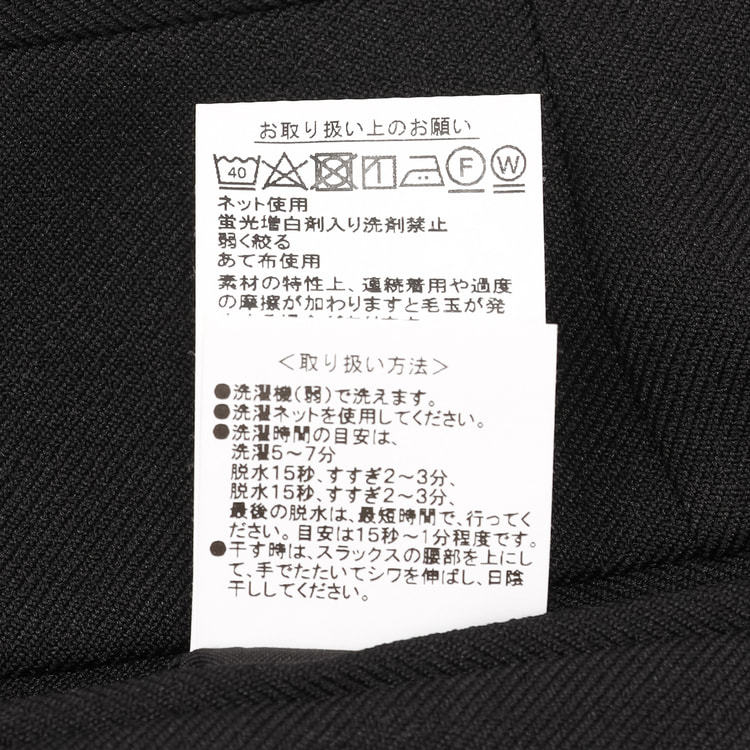 お取り扱い上のお願い
40 F W
ネット使用
蛍光増白剤入り洗剤禁止
弱く絞る
あて布使用
素材の特性上、連続着用や過度
の摩擦が加わりますと毛玉が発
<取り扱い方法>
●洗濯機(弱)で洗えます。
●洗濯ネットを使用してください。
●洗濯時間の目安は、
洗濯5〜7分
脱水15秒、すすぎ2〜3分、
脱水15秒、すすぎ2〜3分、
最後の脱水は、最短時間で、行ってく
ださい。目安は15秒〜1分程度です。
●干す時は、スラックスの腰部を上にし
て、手でたたいてシワを伸ばし、日陰
干ししてください。